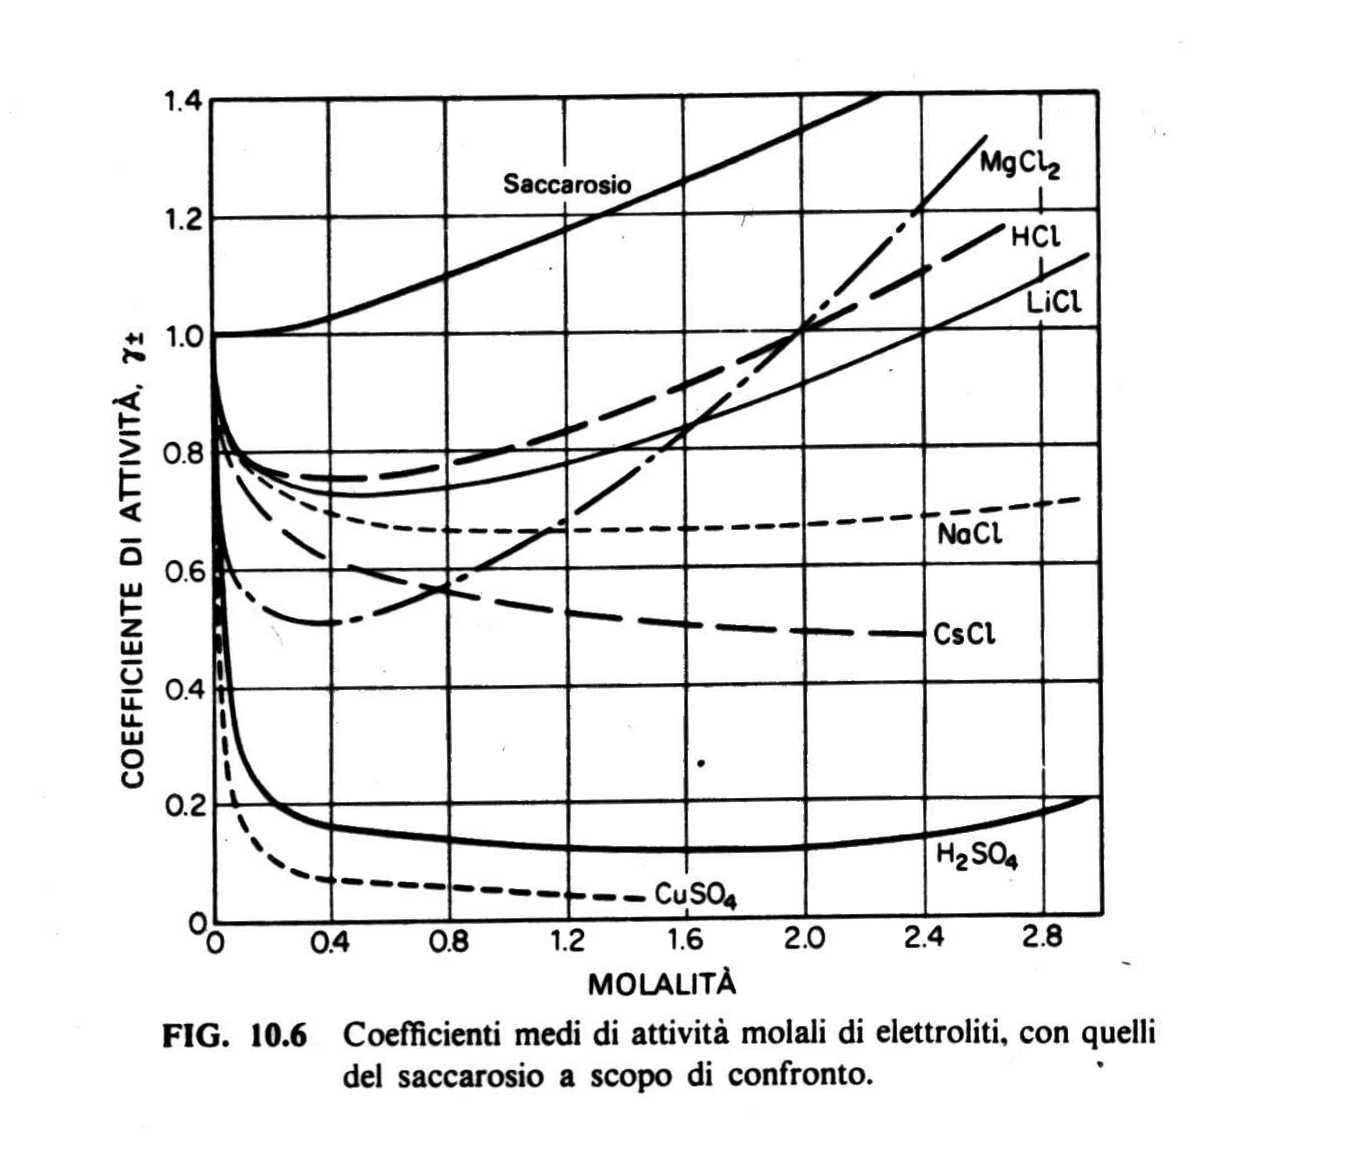 1.4
1.2
1.0
0.8
0.6
0.4
0.2
0
COEFFICIENTE DI ATTIVITÀ, γ±
Saccarosio
MgCl₂
HCl
LiCl
NaCl
CsCl
H₂SO₄
CuSO₄
0 0.4 0.8 1.2 1.6 2.0 2.4 2.8
MOLALITÀ
FIG. 10.6 Coefficienti medi di attività molali di elettroliti, con quelli
del saccarosio a scopo di confronto.